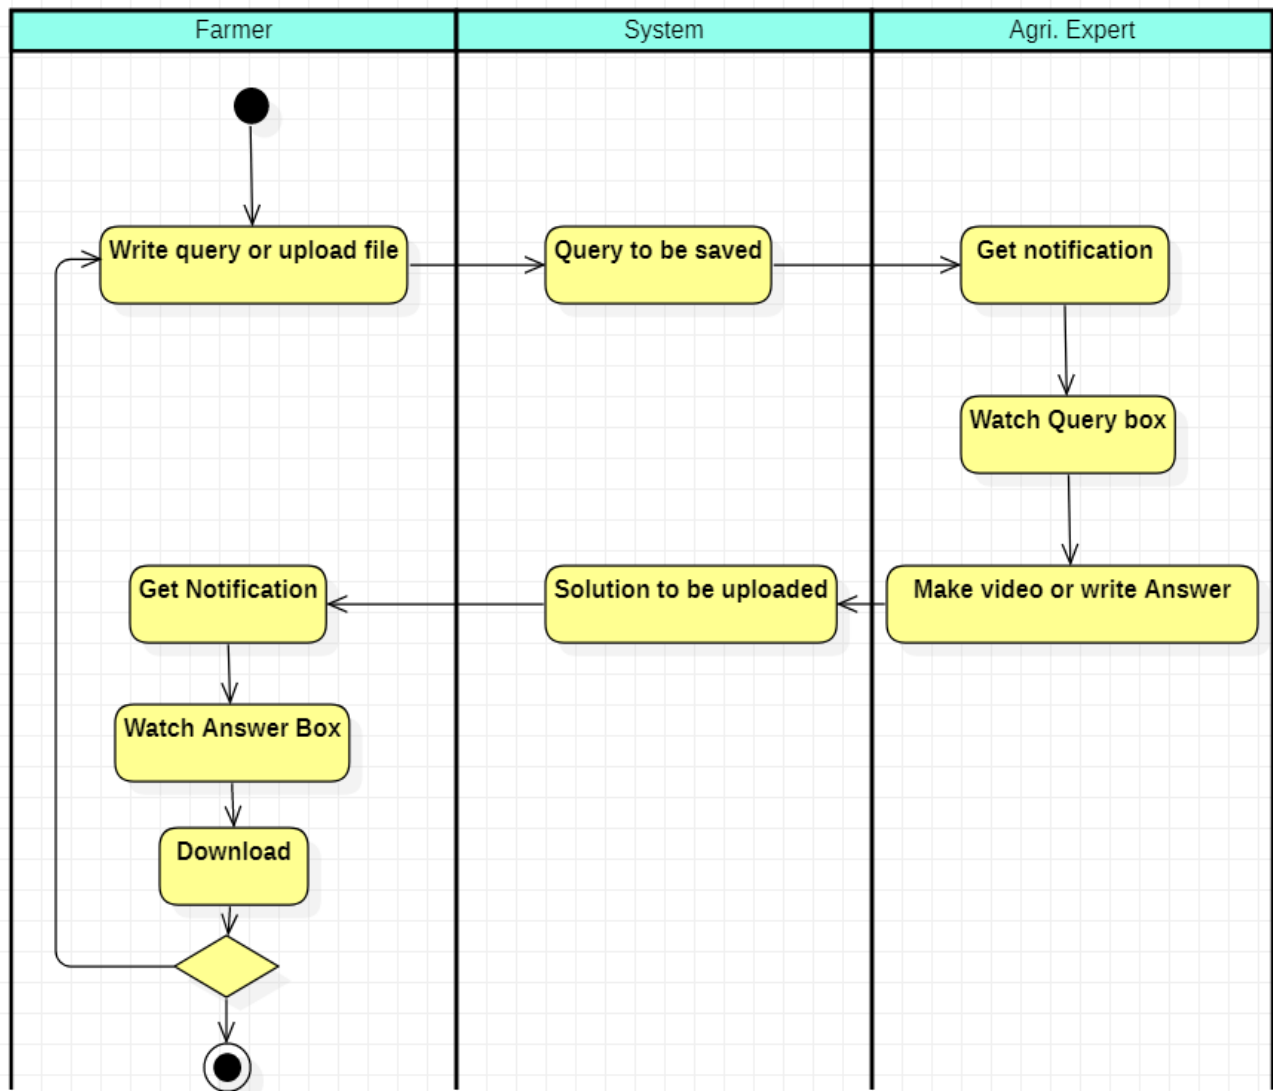 Farmer
System
Agri. Expert
Write query or upload file
Query to be saved
Get notification
Watch Query box
Get Notification
Solution to be uploaded
Make video or write Answer
Watch Answer Box
Download